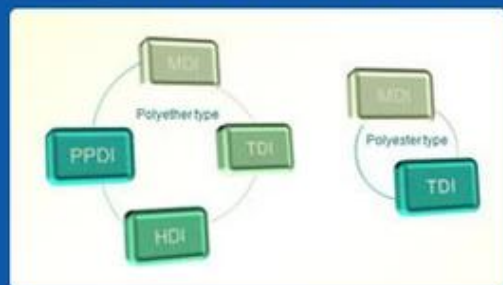 MDI
Polyether type
PPDI
TDI
HDI
MDI
Polyester type
TDI